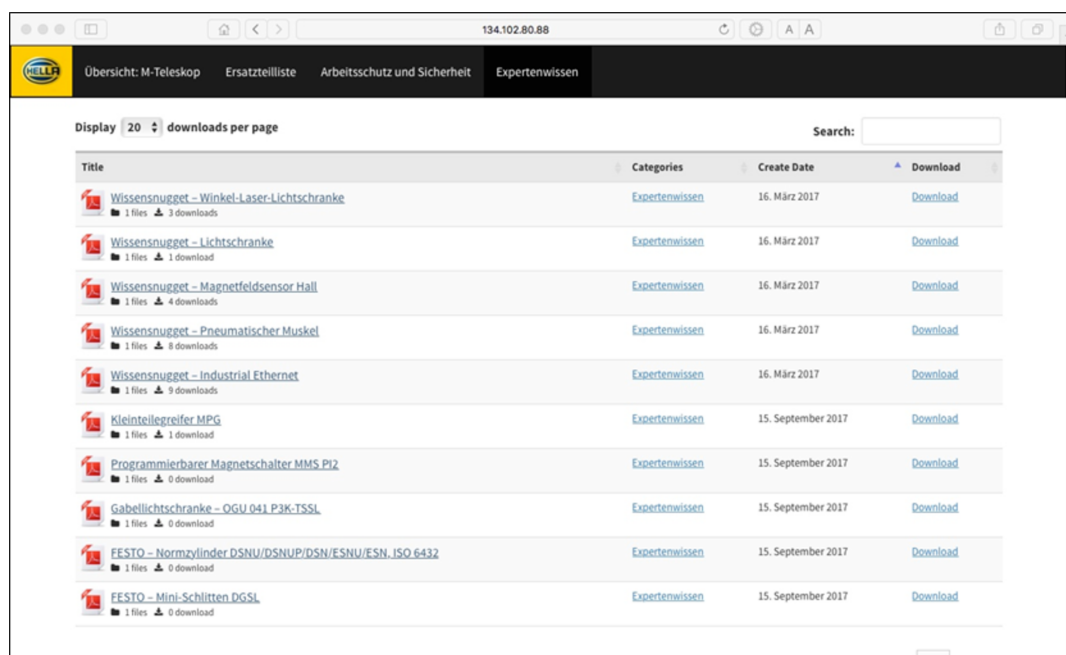 134.102.80.88
A A
HELLA Übersicht: M-Teleskop Ersatzteilliste Arbeitsschutz und Sicherheit Expertenwissen
Display 20 downloads per page Search:
Title Categories Create Date Download
Wissensnugget – Winkel-Laser-Lichtschranke Expertenwissen 16. März 2017 Download
1 files 3 downloads
Wissensnugget – Lichtschranke Expertenwissen 16. März 2017 Download
1 files 1 download
Wissensnugget – Magnetfeldsensor Hall Expertenwissen 16. März 2017 Download
1 files 4 downloads
Wissensnugget – Pneumatischer Muskel Expertenwissen 16. März 2017 Download
1 files 8 downloads
Wissensnugget – Industrial Ethernet Expertenwissen 16. März 2017 Download
1 files 9 downloads
Kleinteilegreifer MPG Expertenwissen 15. September 2017 Download
1 files 1 download
Programmierbarer Magnetschalter MMS PI2 Expertenwissen 15. September 2017 Download
1 files 0 download
Gabellichtschranke – OGU 041 P3K-TSSL Expertenwissen 15. September 2017 Download
1 files 0 download
FESTO – Normzylinder DSNU/DSNUP/DSN/ESNU/ESN, ISO 6432 Expertenwissen 15. September 2017 Download
1 files 0 download
FESTO – Mini-Schlitten DGSL Expertenwissen 15. September 2017 Download
1 files 0 download